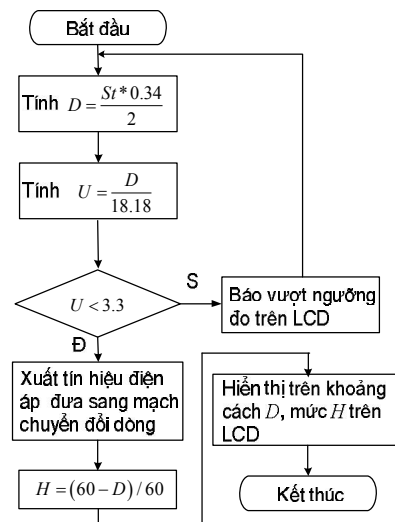 Bắt đầu
Tính D = St*0.34 / 2
Tính U = D / 18.18
U < 3.3
S
Báo vượt ngưỡng
đo trên LCD
Đ
Xuất tín hiệu điện
áp đưa sang mạch
chuyển đổi dòng
H = (60 − D) / 60
Hiển thị trên khoảng
cách D, mức H trên
LCD
Kết thúc